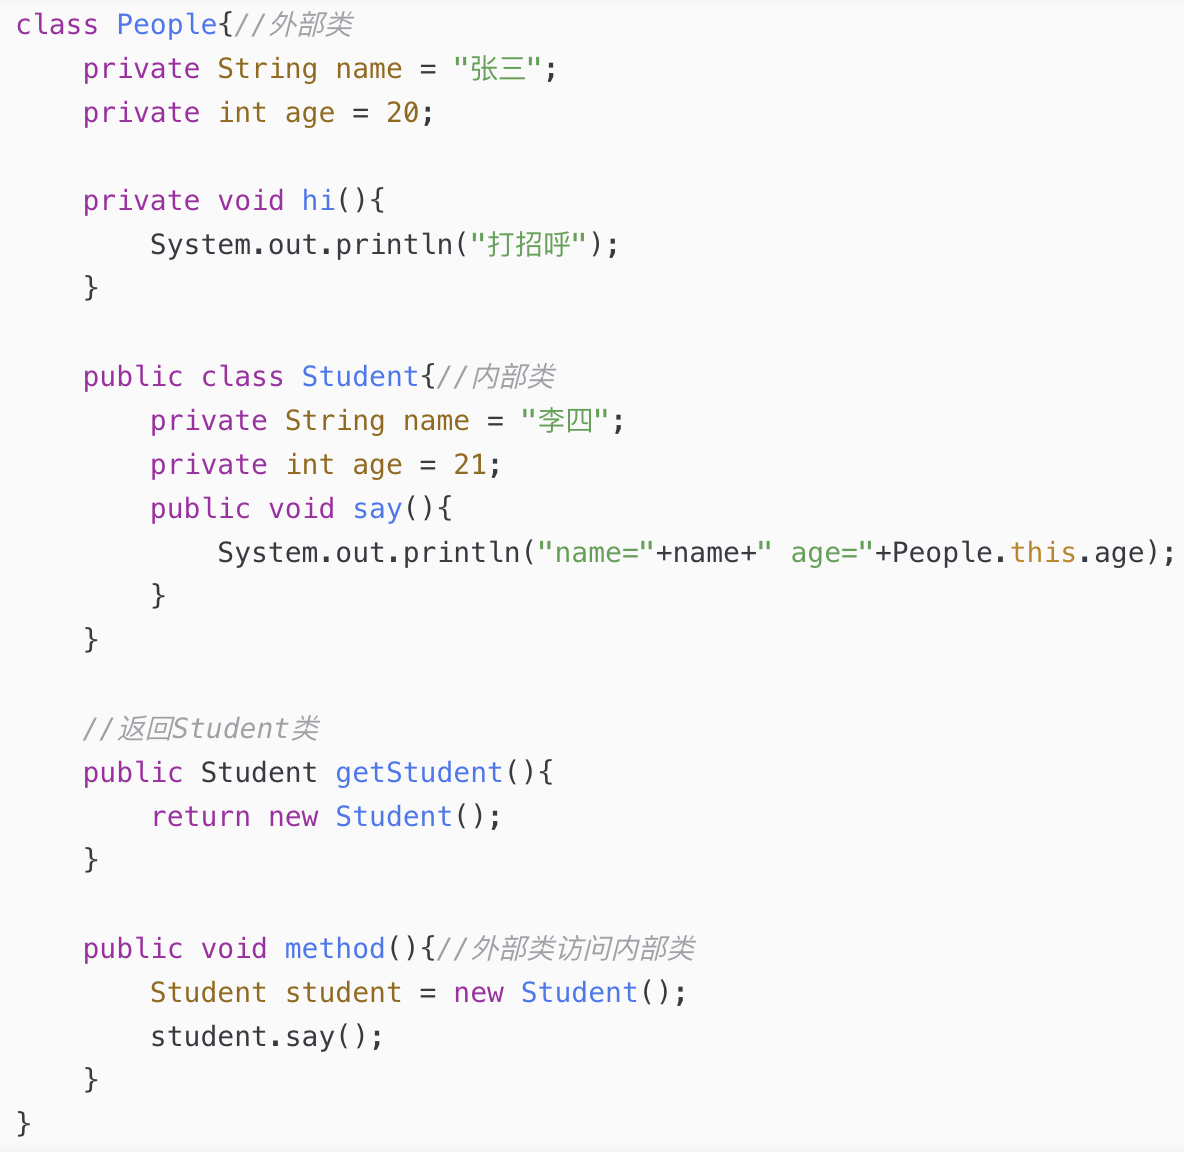 class People{//外部类
    private String name = "张三";
    private int age = 20;
    private void hi(){
        System.out.println("打招呼");
    }
    public class Student{//内部类
        private String name = "李四";
        private int age = 21;
        public void say(){
            System.out.println("name="+name+" age="+People.this.age);
        }
    }
    //返回Student类
    public Student getStudent(){
        return new Student();
    }
    public void method(){//外部类访问内部类
        Student student = new Student();
        student.say();
    }
}